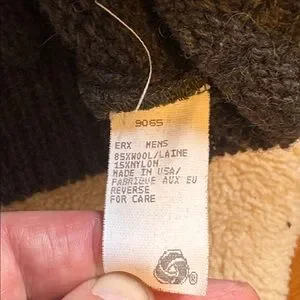 9065
ERX MENS
85%WOOL/LAINE
15%NYLON
MADE IN USA/
FABRIQUE AUX EU
REVERSE
FOR CARE
®